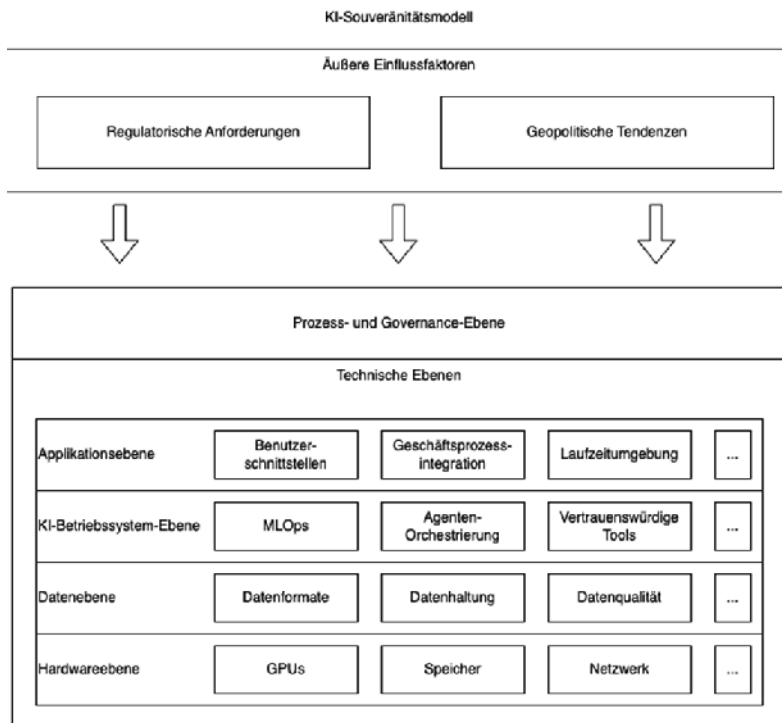 KI-Souveränitätsmodell
Äußere Einflussfaktoren
Regulatorische Anforderungen
Geopolitische Tendenzen
Prozess- und Governance-Ebene
Technische Ebenen
Applikationsebene
Benutzer-
schnittstellen
Geschäftsprozess-
integration
Laufzeitumgebung
...
KI-Betriebssystem-Ebene
MLOps
Agenten-
Orchestrierung
Vertrauenswürdige
Tools
...
Datenebene
Datenformate
Datenhaltung
Datenqualität
...
Hardwareebene
GPUs
Speicher
Netzwerk
...